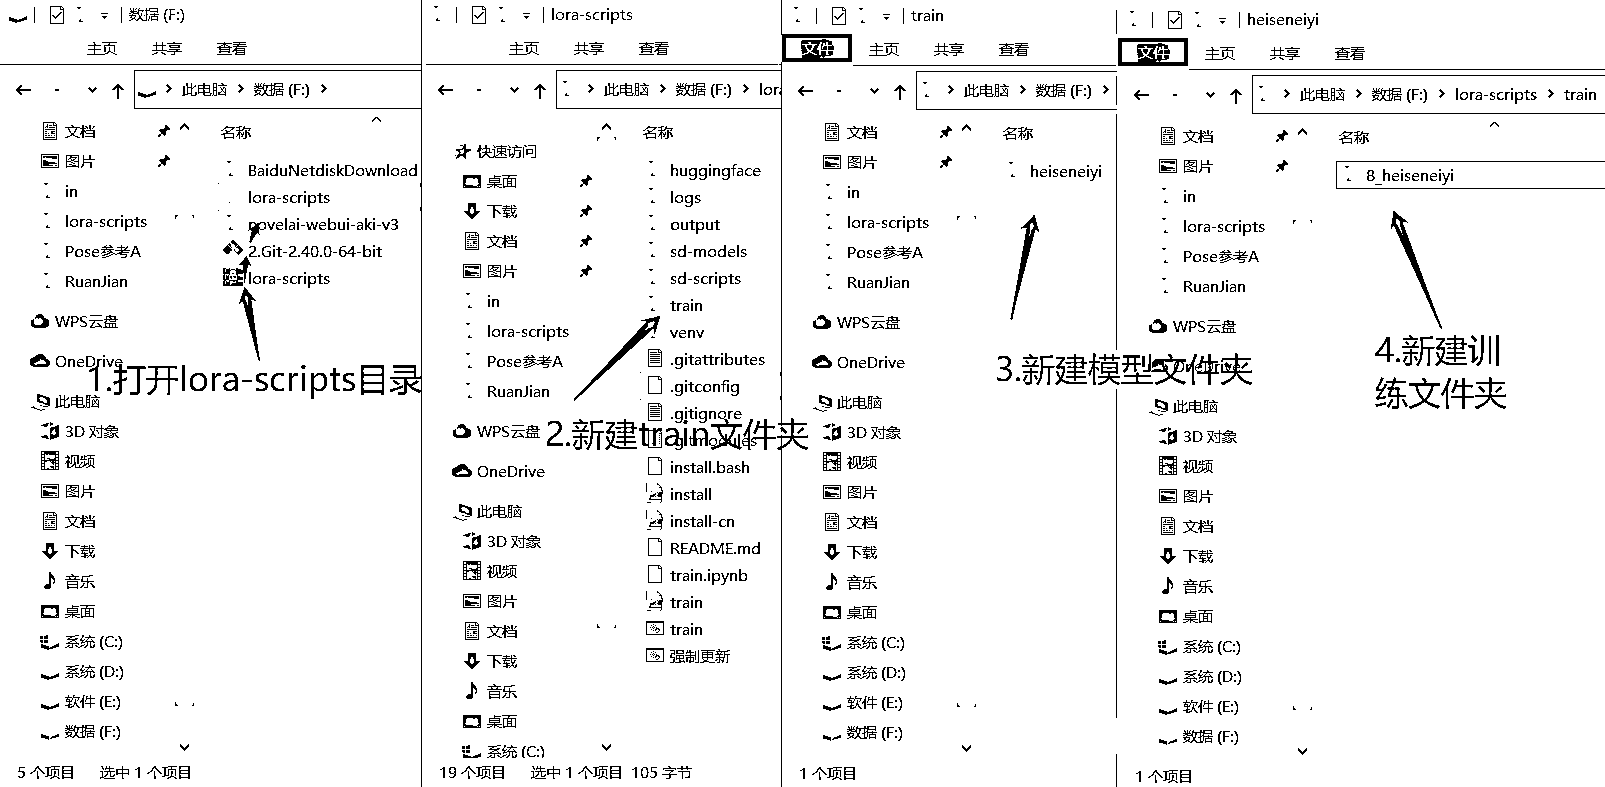 数据 (F:)
主页 共享 查看
此电脑 数据 (F:)
文档
图片
in
lora-scripts
Pose参考A
RuanJian
WPS云盘
OneDrive
此电脑
3D 对象
视频
图片
文档
下载
音乐
桌面
系统 (C:)
系统 (D:)
软件 (E:)
数据 (F:)
名称
BaiduNetdiskDownload
lora-scripts
novelai-webui-aki-v3
2.Git-2.40.0-64-bit
lora-scripts
1.打开lora-scripts目录
5 个项目 选中 1 个项目
lora-scripts
主页 共享 查看
此电脑 数据 (F:) lora
快速访问
桌面
下载
文档
图片
in
lora-scripts
Pose参考A
RuanJian
WPS云盘
OneDrive
此电脑
3D 对象
视频
图片
文档
下载
音乐
桌面
系统 (C:)
名称
huggingface
logs
output
sd-models
sd-scripts
train
venv
.gitattributes
.gitconfig
.gitignore
.gitmodules
install.bash
install
install-cn
README.md
train.ipynb
train
train
强制更新
2.新建train文件夹
19 个项目 选中 1 个项目 105 字节
train
文件 主页 共享 查看
此电脑 数据 (F:)
文档
图片
in
lora-scripts
Pose参考A
RuanJian
WPS云盘
OneDrive
此电脑
3D 对象
视频
图片
文档
下载
音乐
桌面
系统 (C:)
系统 (D:)
软件 (E:)
数据 (F:)
名称
heiseneiyi
3.新建模型文件夹
1 个项目
heiseneiyi
文件 主页 共享 查看
此电脑 数据 (F:) lora-scripts train
文档
图片
in
lora-scripts
Pose参考A
RuanJian
WPS云盘
OneDrive
此电脑
3D 对象
视频
图片
文档
下载
音乐
桌面
系统 (C:)
系统 (D:)
软件 (E:)
数据 (F:)
名称
8_heiseneiyi
4.新建训
练文件夹
1 个项目